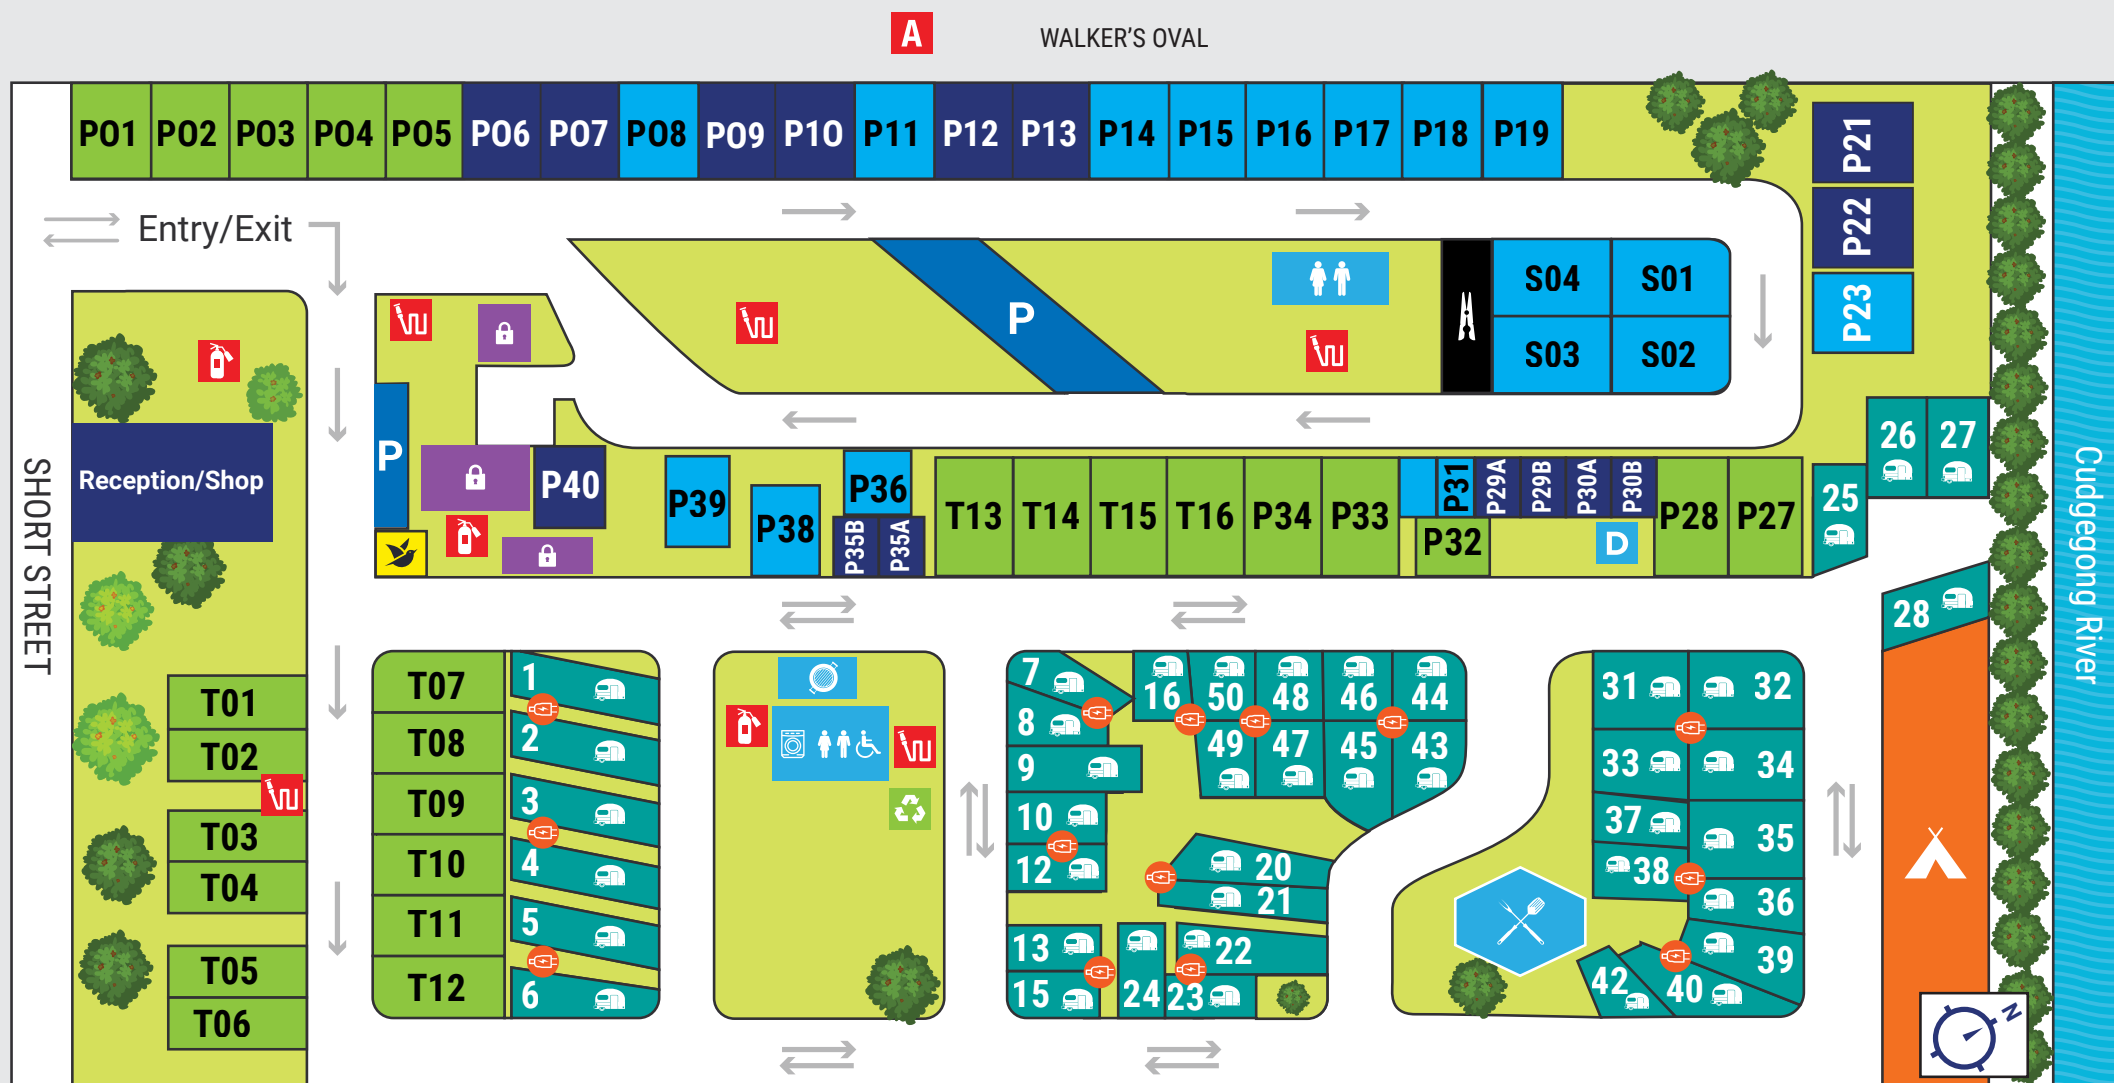 A
WALKER'S OVAL
P01 P02 P03 P04 P05 P06 P07 P08 P09 P10 P11 P12 P13 P14 P15 P16 P17 P18 P19
P21
P22
P23
Entry/Exit
P
S04 S01
S03 S02
Reception/Shop
SHORT STREET
P
P40
P39
P38
P36
P35B P35A
T13 T14 T15 T16 P34 P33
P31 P29A P29B P30A P30B
P32
D
P28 P27
25
26 27
28
Cudgegong River
T01
T02
T03
T04
T05
T06
T07
T08
T09
T10
T11
T12
1
2
3
4
5
6
7
8
9
10
12
13
15
16 50 48 46 44
49 47 45 43
20
21
22
24 23
31 32
33 34
37 35
38 36
39
42 40
N